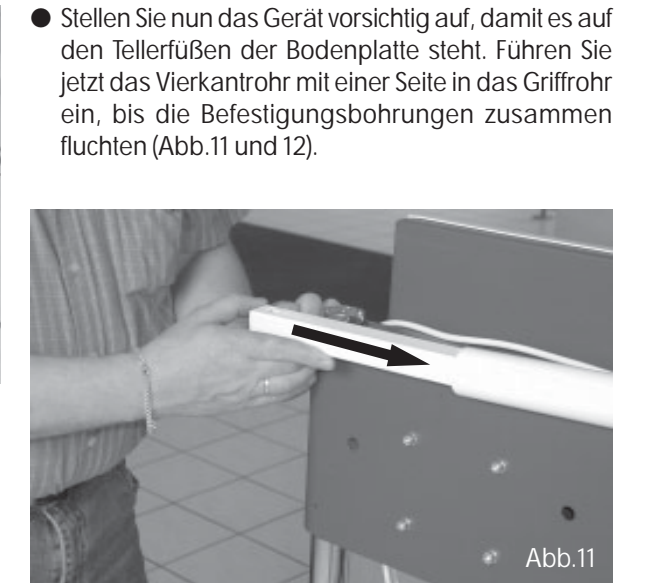 ● Stellen Sie nun das Gerät vorsichtig auf, damit es auf
den Tellerfüßen der Bodenplatte steht. Führen Sie
jetzt das Vierkantrohr mit einer Seite in das Griffrohr
ein, bis die Befestigungsbohrungen zusammen
fluchten (Abb.11 und 12).
Abb.11